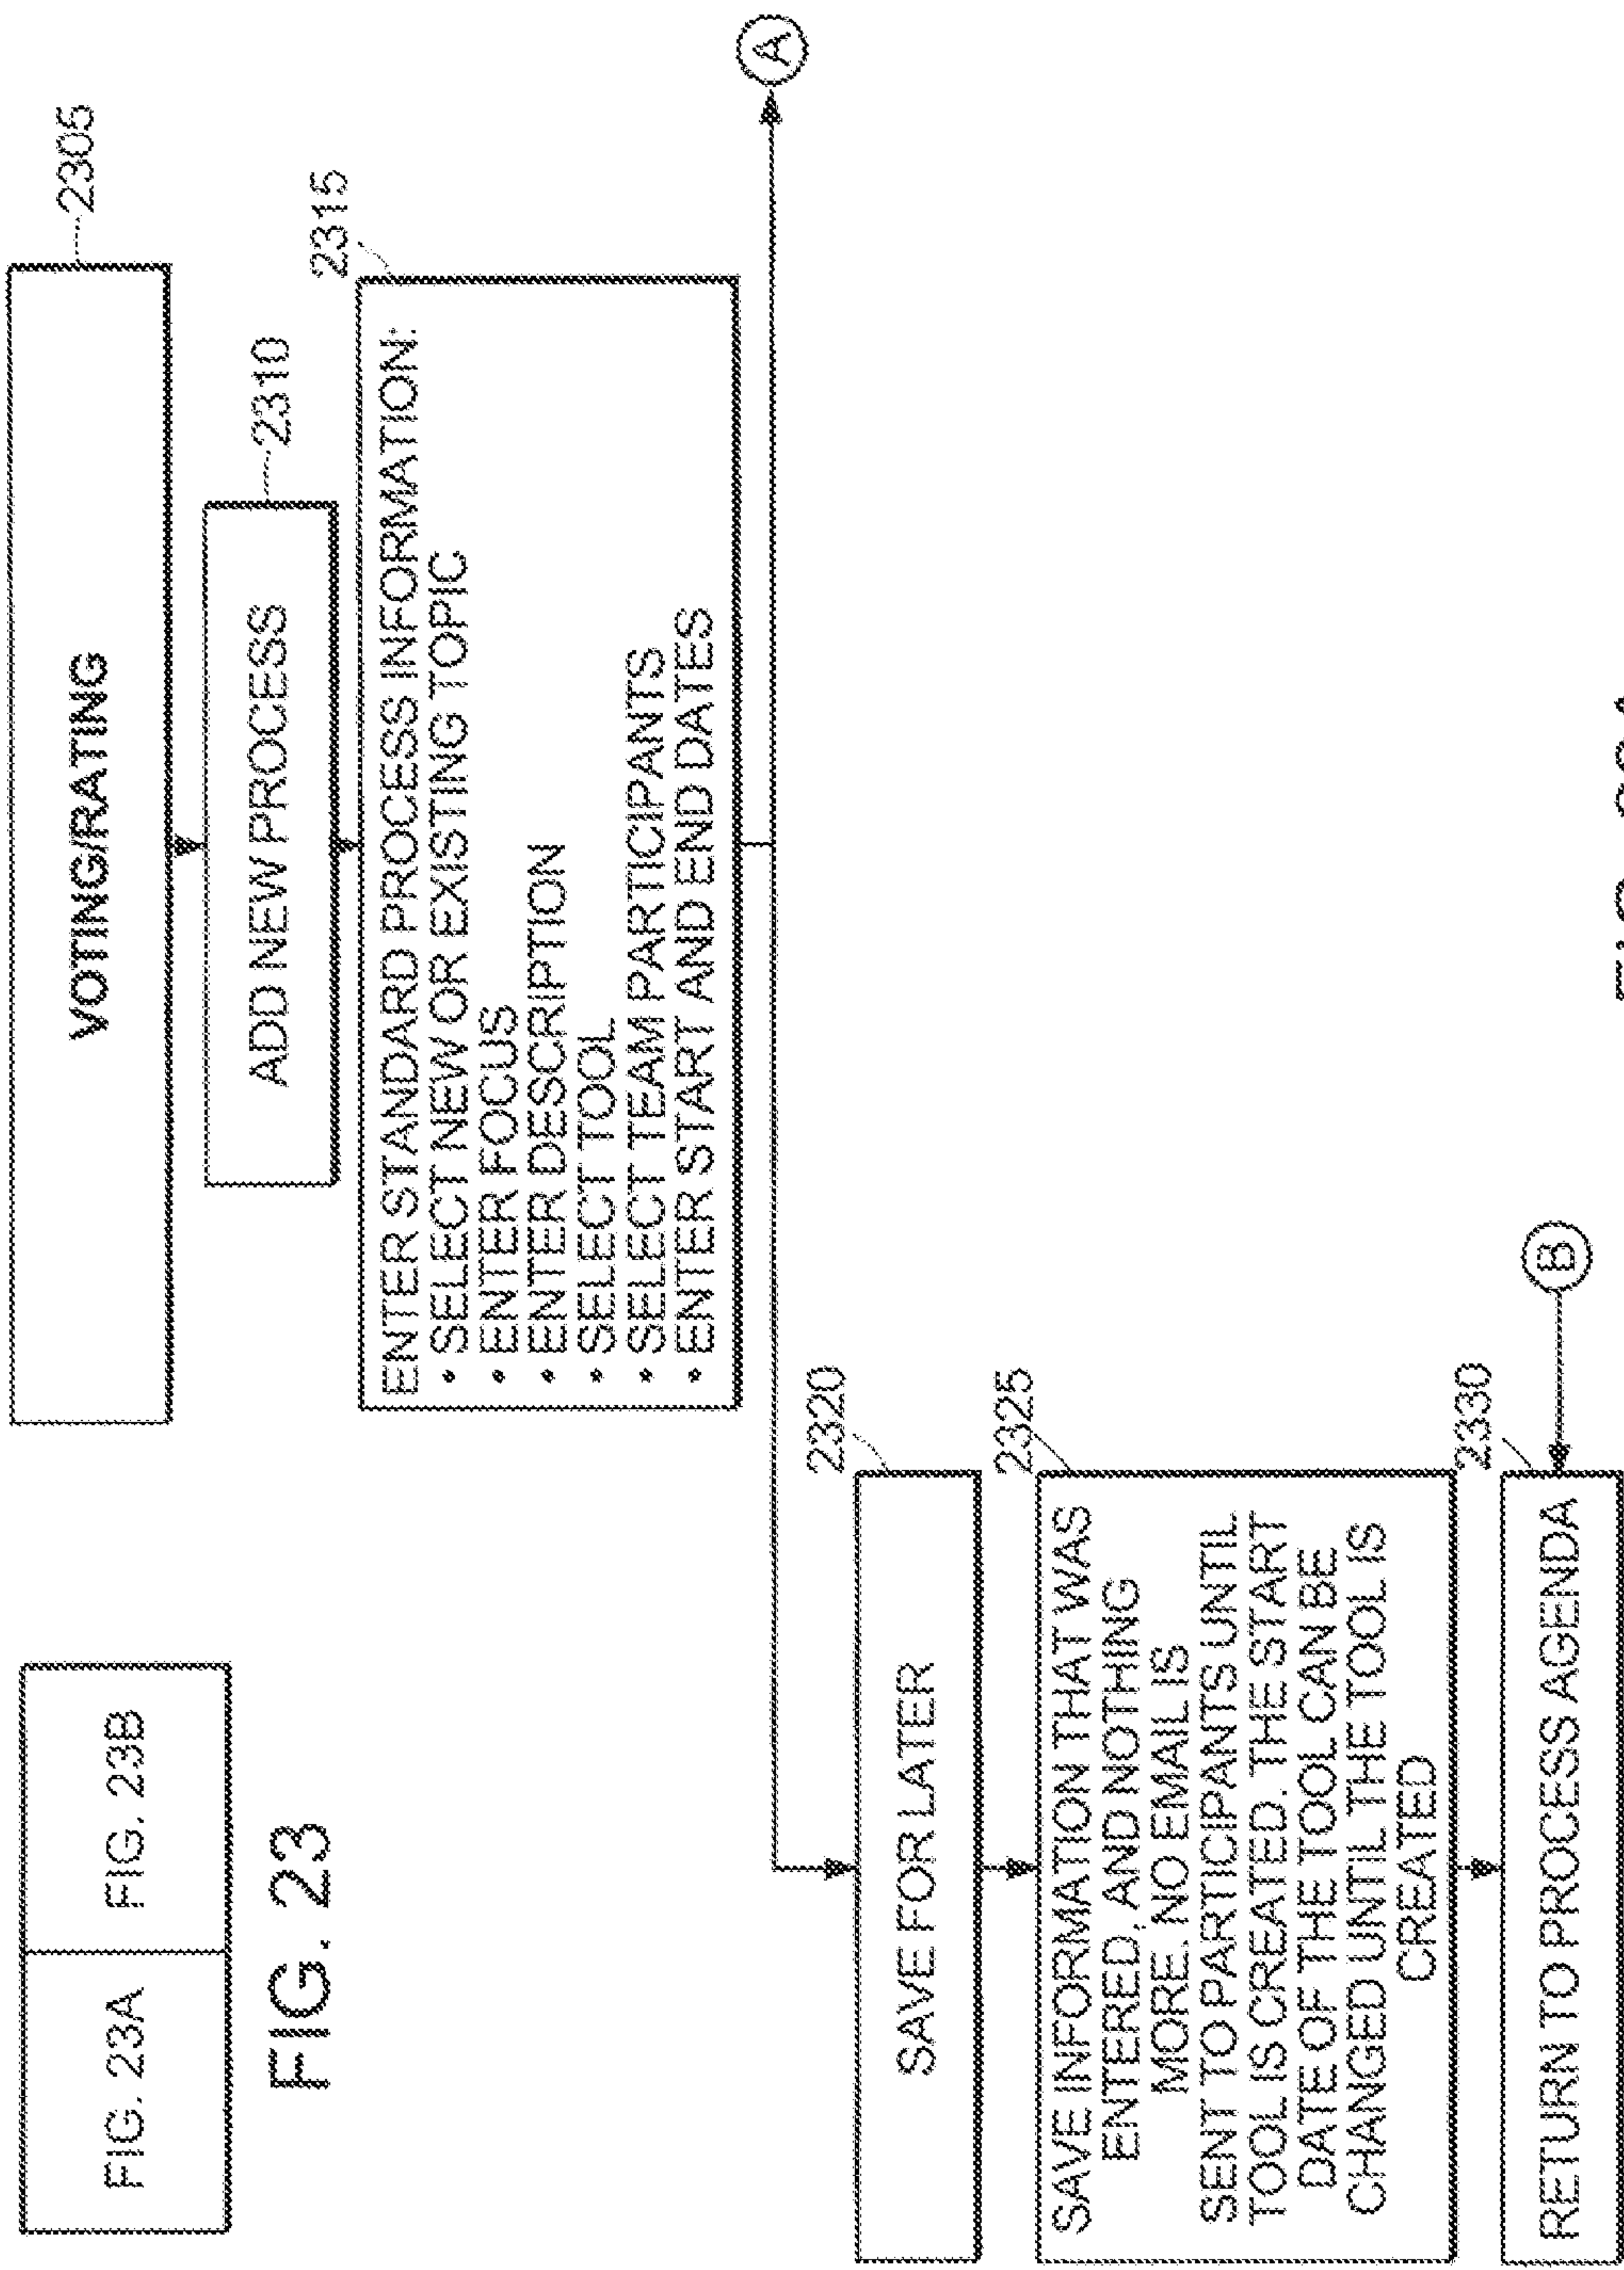 FIG. 23A
FIG. 23B
FIG. 23
VOTING/RATING
2305
ADD NEW PROCESS
2310
2315
ENTER STANDARD PROCESS INFORMATION:
• SELECT NEW OR EXISTING TOPIC
• ENTER FOCUS
• ENTER DESCRIPTION
• SELECT TOOL
• SELECT TEAM PARTICIPANTS
• ENTER START AND END DATES
A
2320
SAVE FOR LATER
2325
SAVE INFORMATION THAT WAS
ENTERED, AND NOTHING
MORE. NO EMAIL IS
SENT TO PARTICIPANTS UNTIL
TOOL IS CREATED. THE START
DATE OF THE TOOL CAN BE
CHANGED UNTIL THE TOOL IS
CREATED
2330
RETURN TO PROCESS AGENDA
B